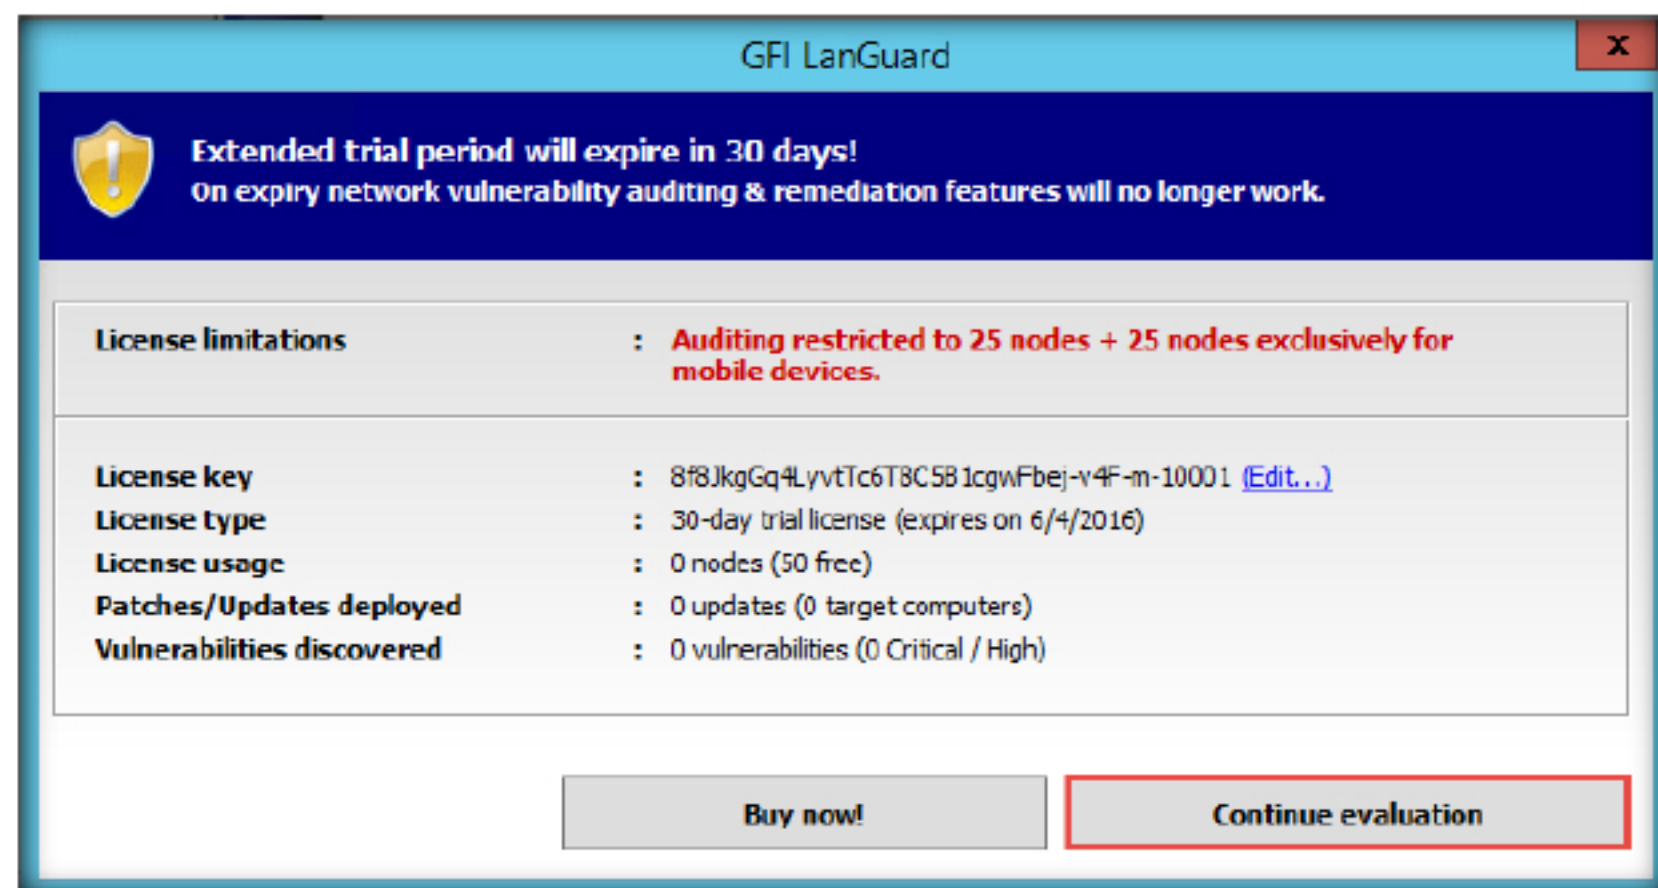 GFI LanGuard
x
Extended trial period will expire in 30 days!
On expiry network vulnerability auditing & remediation features will no longer work.
License limitations : Auditing restricted to 25 nodes + 25 nodes exclusively for
mobile devices.
License key : 8f8JkgGq4LyvtTc6T8C5B1cgwFbej-v4F-m-10001 (Edit...)
License type : 30-day trial license (expires on 6/4/2016)
License usage : 0 nodes (50 free)
Patches/Updates deployed : 0 updates (0 target computers)
Vulnerabilities discovered : 0 vulnerabilities (0 Critical / High)
Buy now! Continue evaluation